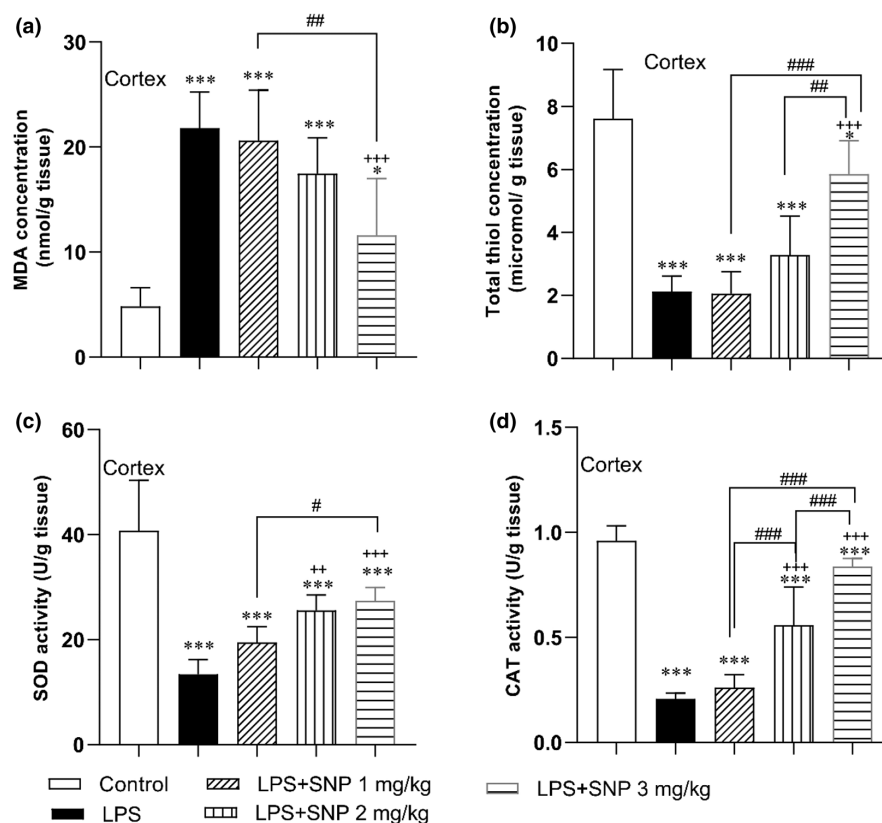 (a)
MDA concentration
(nmol/g tissue)
30
20
10
0
Cortex
***
***
***
+++
*
##
(b)
Total thiol concentration
(micromol/ g tissue)
10
8
6
4
2
0
Cortex
***
***
***
+++
*
###
##
(c)
SOD activity (U/g tissue)
60
40
20
0
Cortex
***
***
++
***
+++
***
#
(d)
CAT activity (U/g tissue)
1.5
1.0
0.5
0.0
Cortex
***
***
+++
***
+++
***
###
###
###
Control
LPS+SNP 1 mg/kg
LPS+SNP 3 mg/kg
LPS
LPS+SNP 2 mg/kg